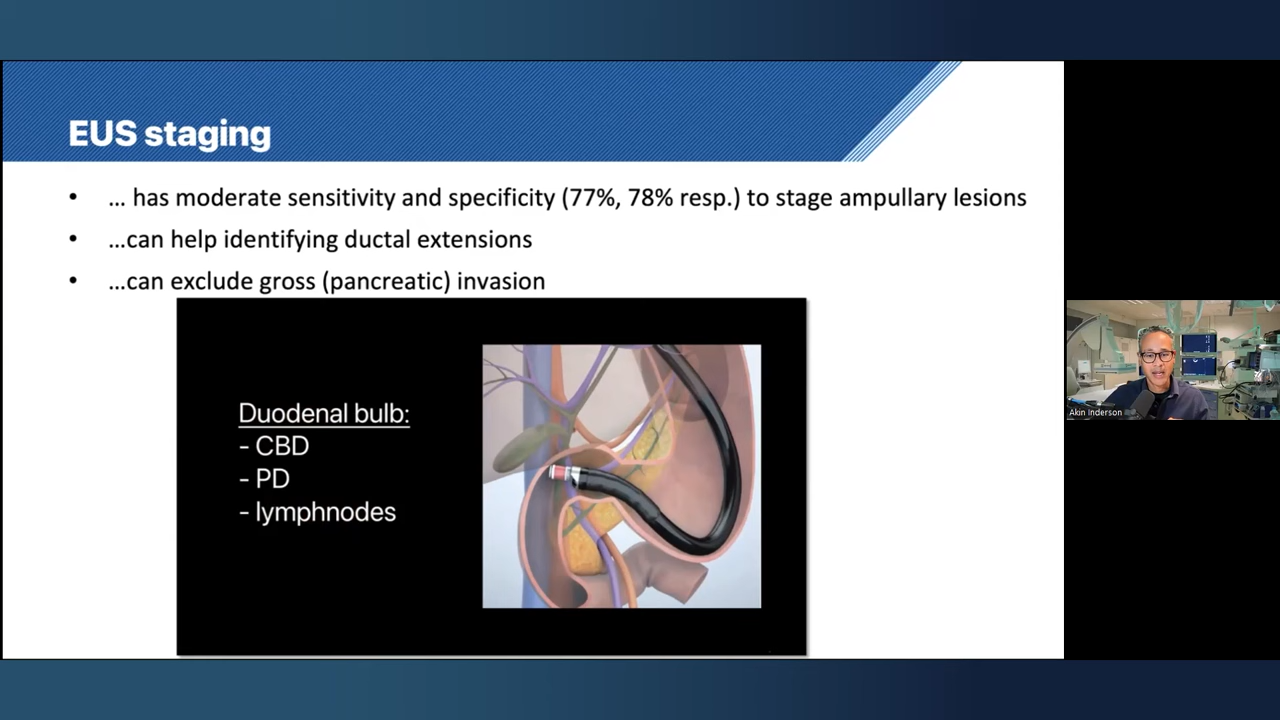 EUS staging
• ... has moderate sensitivity and specificity (77%, 78% resp.) to stage ampullary lesions
• ...can help identifying ductal extensions
• ...can exclude gross (pancreatic) invasion
Duodenal bulb:
- CBD
- PD
- lymphnodes
Akin Inderson